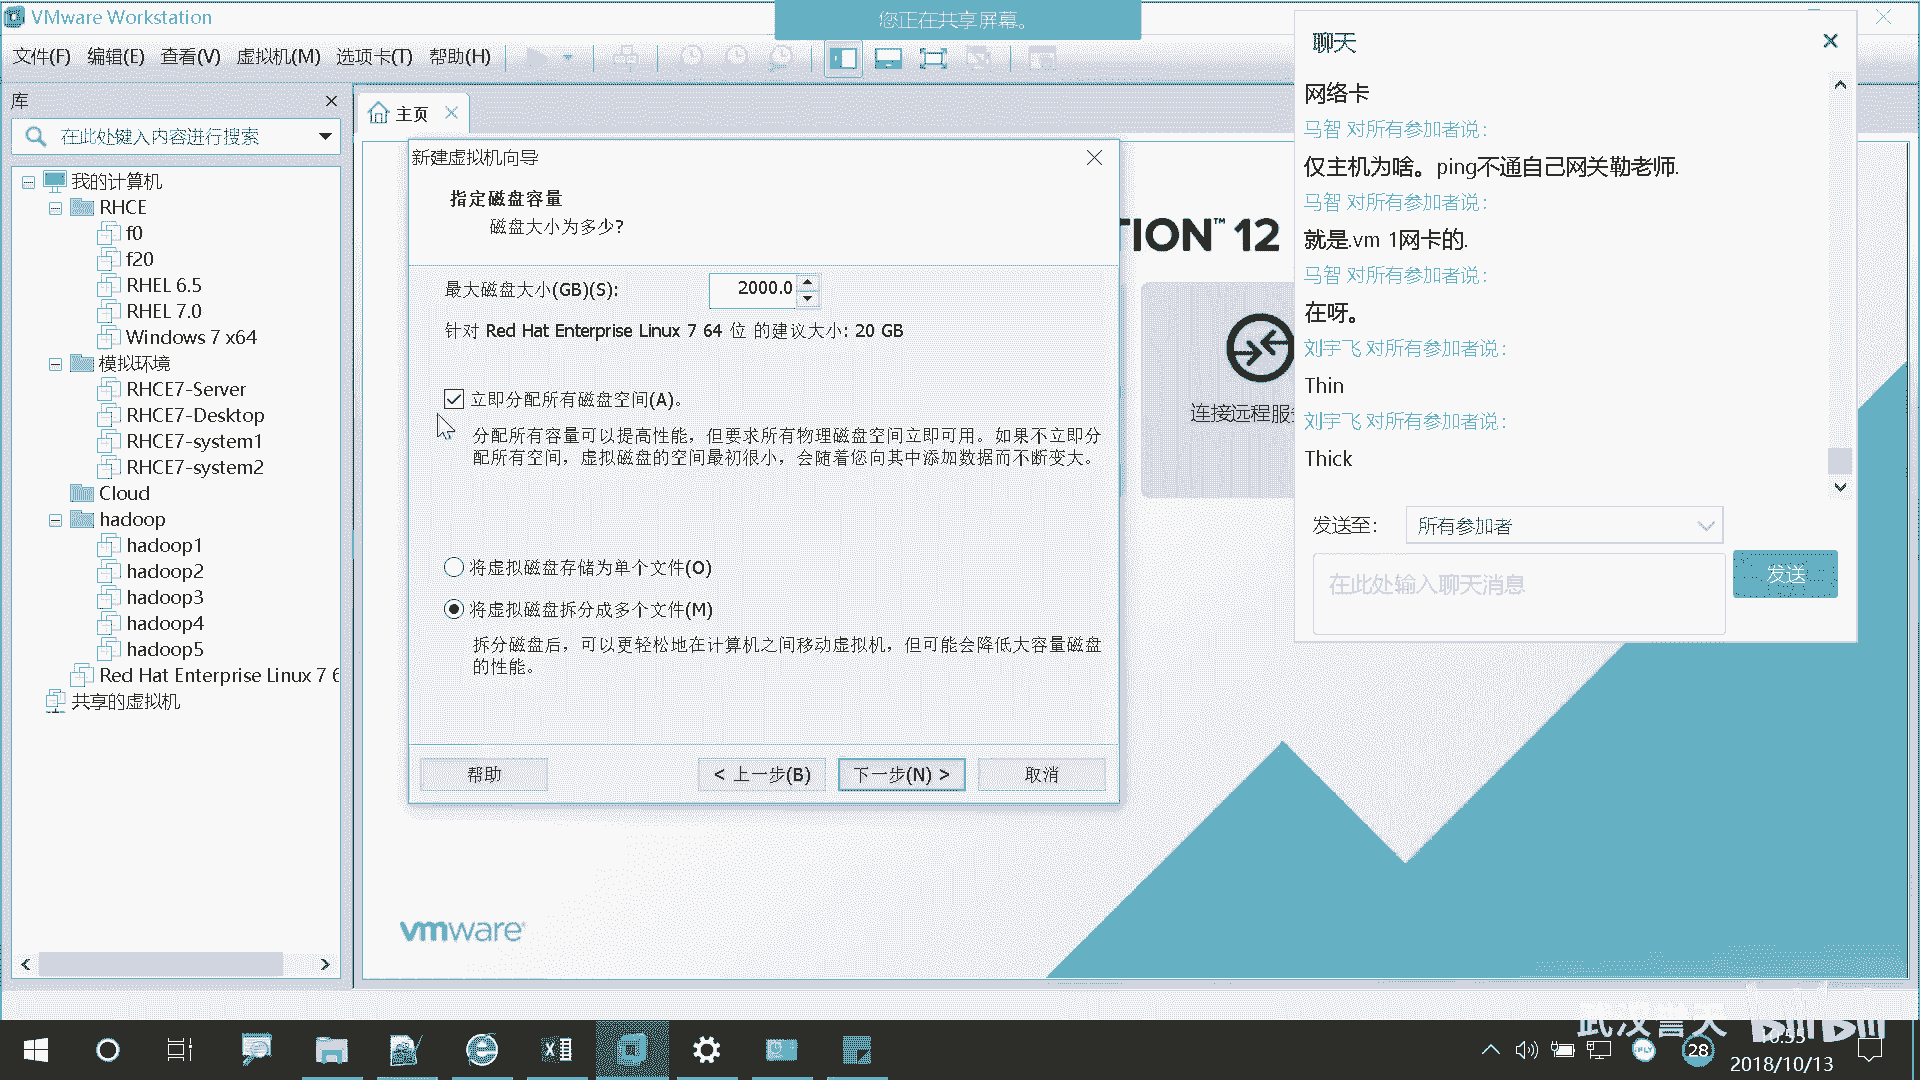 VMware Workstation
您正在共享屏幕。
文件(F) 编辑(E) 查看(V) 虚拟机(M) 选项卡(T) 帮助(H)
库
在此处键入内容进行搜索
我的计算机
RHCE
f0
f20
RHEL 6.5
RHEL 7.0
Windows 7 x64
模拟环境
RHCE7-Server
RHCE7-Desktop
RHCE7-system1
RHCE7-system2
Cloud
hadoop
hadoop1
hadoop2
hadoop3
hadoop4
hadoop5
Red Hat Enterprise Linux 7 6
共享的虚拟机
主页
新建虚拟机向导
指定磁盘容量
磁盘大小为多少?
最大磁盘大小(GB)(S): 2000.0
针对 Red Hat Enterprise Linux 7 64 位 的建议大小: 20 GB
立即分配所有磁盘空间(A)。
分配所有容量可以提高性能，但要求所有物理磁盘空间立即可用。如果不立即分
配所有空间，虚拟磁盘的空间最初很小，会随着您向其中添加数据而不断变大。
将虚拟磁盘存储为单个文件(O)
将虚拟磁盘拆分成多个文件(M)
拆分磁盘后，可以更轻松地在计算机之间移动虚拟机，但可能会降低大容量磁盘
的性能。
帮助
< 上一步(B)
下一步(N) >
取消
TION™ 12
连接远程服
vmware
聊天
网络卡
马智 对所有参加者说:
仅主机为啥。ping不通自己网关勒老师.
马智 对所有参加者说:
就是.vm 1网卡的.
马智 对所有参加者说:
在呀。
刘宇飞 对所有参加者说:
Thin
刘宇飞 对所有参加者说:
Thick
发送至: 所有参加者
在此处输入聊天消息
发送
武汉誉天
bilibili
28
16:55
2018/10/13